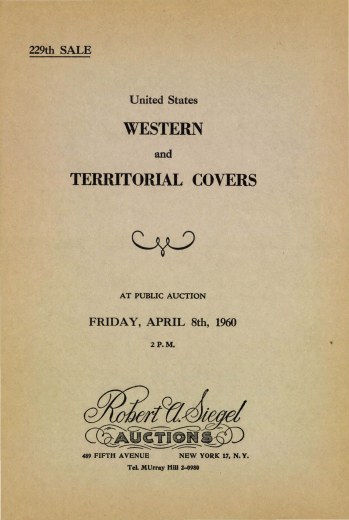 229th SALE
United States
WESTERN
and
TERRITORIAL COVERS
AT PUBLIC AUCTION
FRIDAY, APRIL 8th, 1960
2 P. M.
Robert A. Siegel
AUCTIONS
489 FIFTH AVENUE NEW YORK 17, N. Y.
Tel. MUrray Hill 2-0980